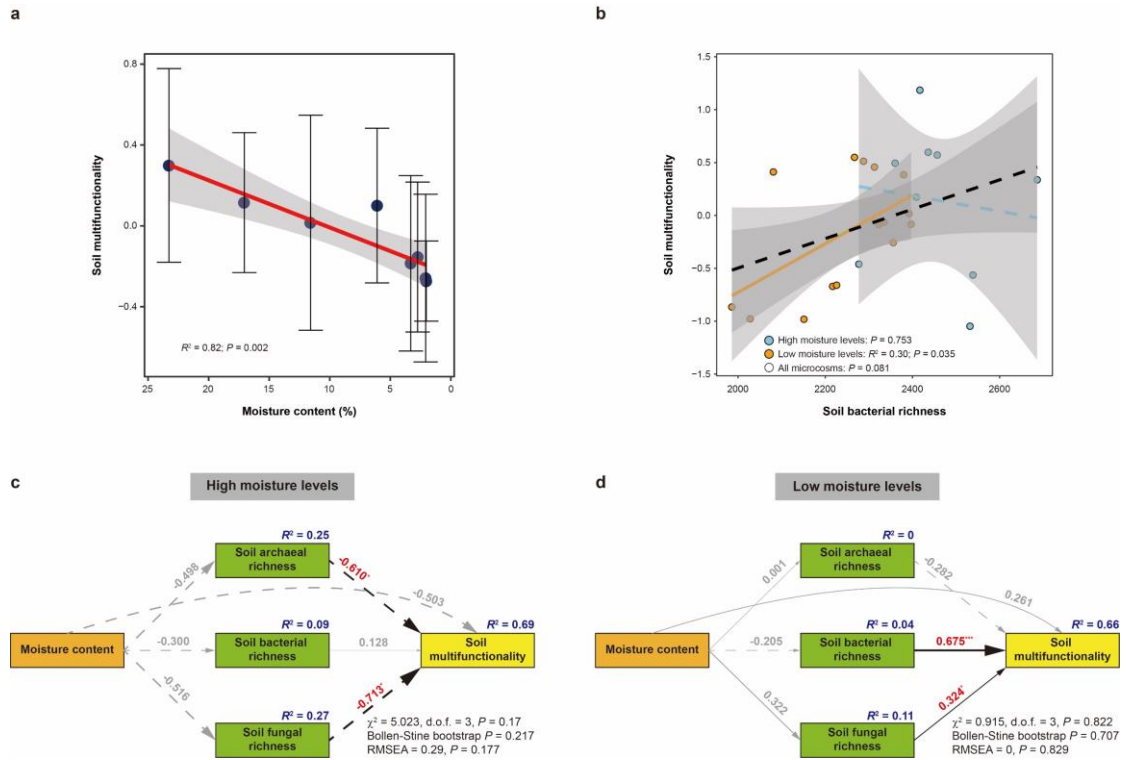 a
0.8
0.4
0.0
−0.4
Soil multifunctionality
R² = 0.82; P = 0.002
25 20 15 10 5 0
Moisture content (%)
b
1.5
1.0
0.5
0.0
−0.5
−1.0
−1.5
Soil multifunctionality
High moisture levels: P = 0.753
Low moisture levels: R² = 0.30; P = 0.035
All microcosms: P = 0.081
2000 2200 2400 2600
Soil bacterial richness
c
High moisture levels
R² = 0.25
Soil archaeal
richness
-0.498
-0.610*
-0.503
R² = 0.09
R² = 0.69
Moisture content
-0.300
Soil bacterial
richness
0.128
Soil
multifunctionality
-0.516
-0.713*
R² = 0.27
Soil fungal
richness
χ² = 5.023, d.o.f. = 3, P = 0.17
Bollen-Stine bootstrap P = 0.217
RMSEA = 0.29, P = 0.177
d
Low moisture levels
R² = 0
Soil archaeal
richness
0.001
-0.282
0.261
R² = 0.04
R² = 0.66
Moisture content
-0.205
Soil bacterial
richness
0.675***
Soil
multifunctionality
0.322
0.324*
R² = 0.11
Soil fungal
richness
χ² = 0.915, d.o.f. = 3, P = 0.822
Bollen-Stine bootstrap P = 0.707
RMSEA = 0, P = 0.829